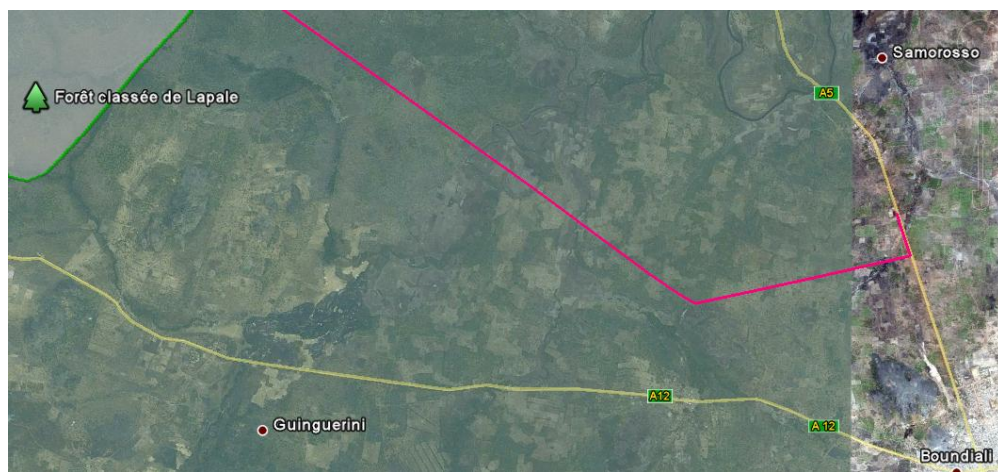 Samorosso
Forêt classée de Lapale
A5
A12
A 12
Guinguerini
Boundiali